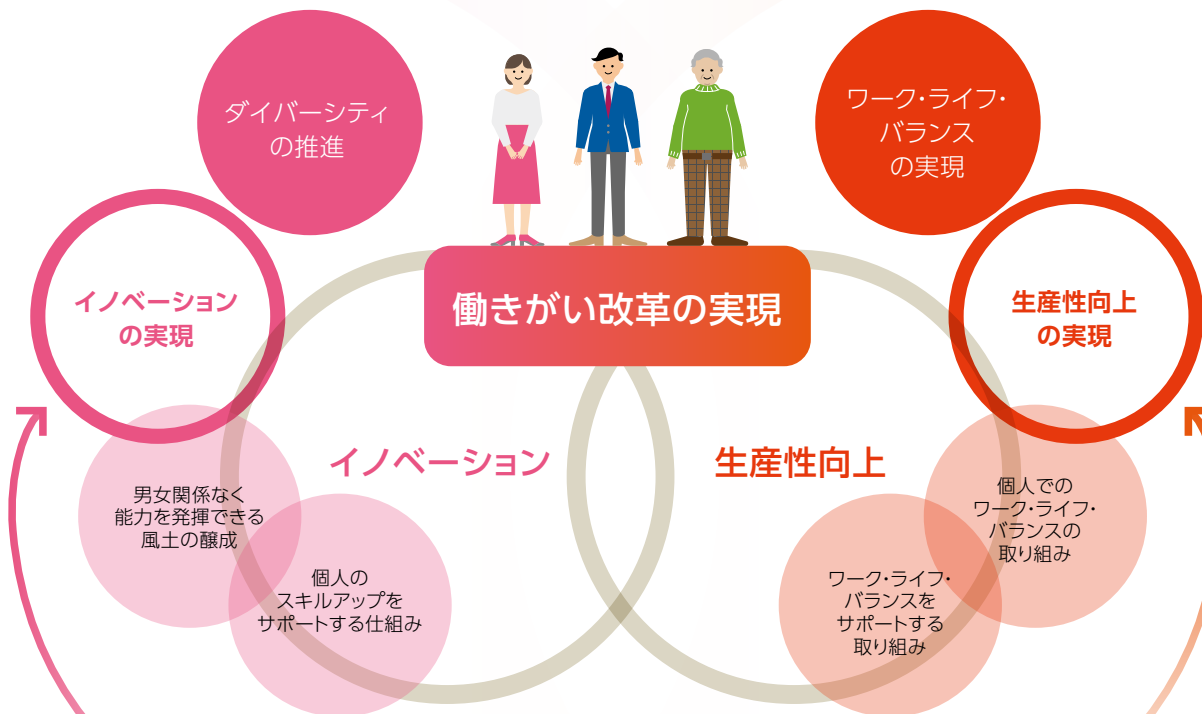 ダイバーシティ
の推進
ワーク・ライフ・
バランス
の実現
働きがい改革の実現
イノベーション
の実現
生産性向上
の実現
イノベーション
生産性向上
男女関係なく
能力を発揮できる
風土の醸成
個人の
スキルアップを
サポートする仕組み
ワーク・ライフ・
バランスを
サポートする
取り組み
個人での
ワーク・ライフ・
バランスの
取り組み